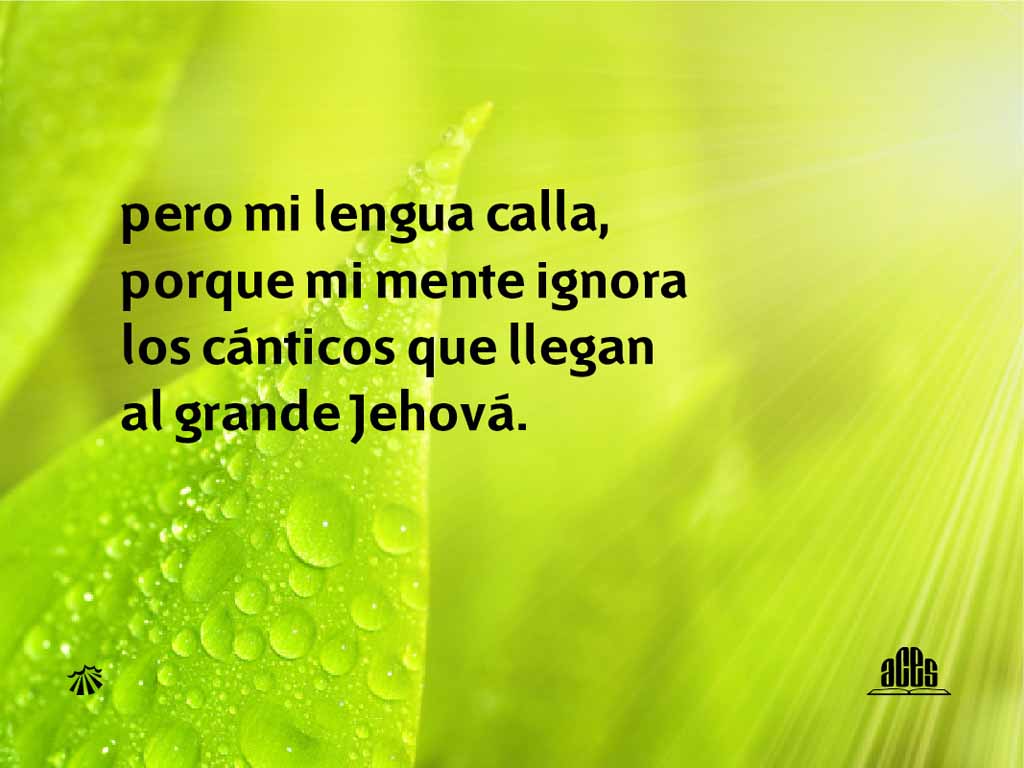 pero mi lengua calla,
porque mi mente ignora
los cánticos que llegan
al grande Jehová.
aces